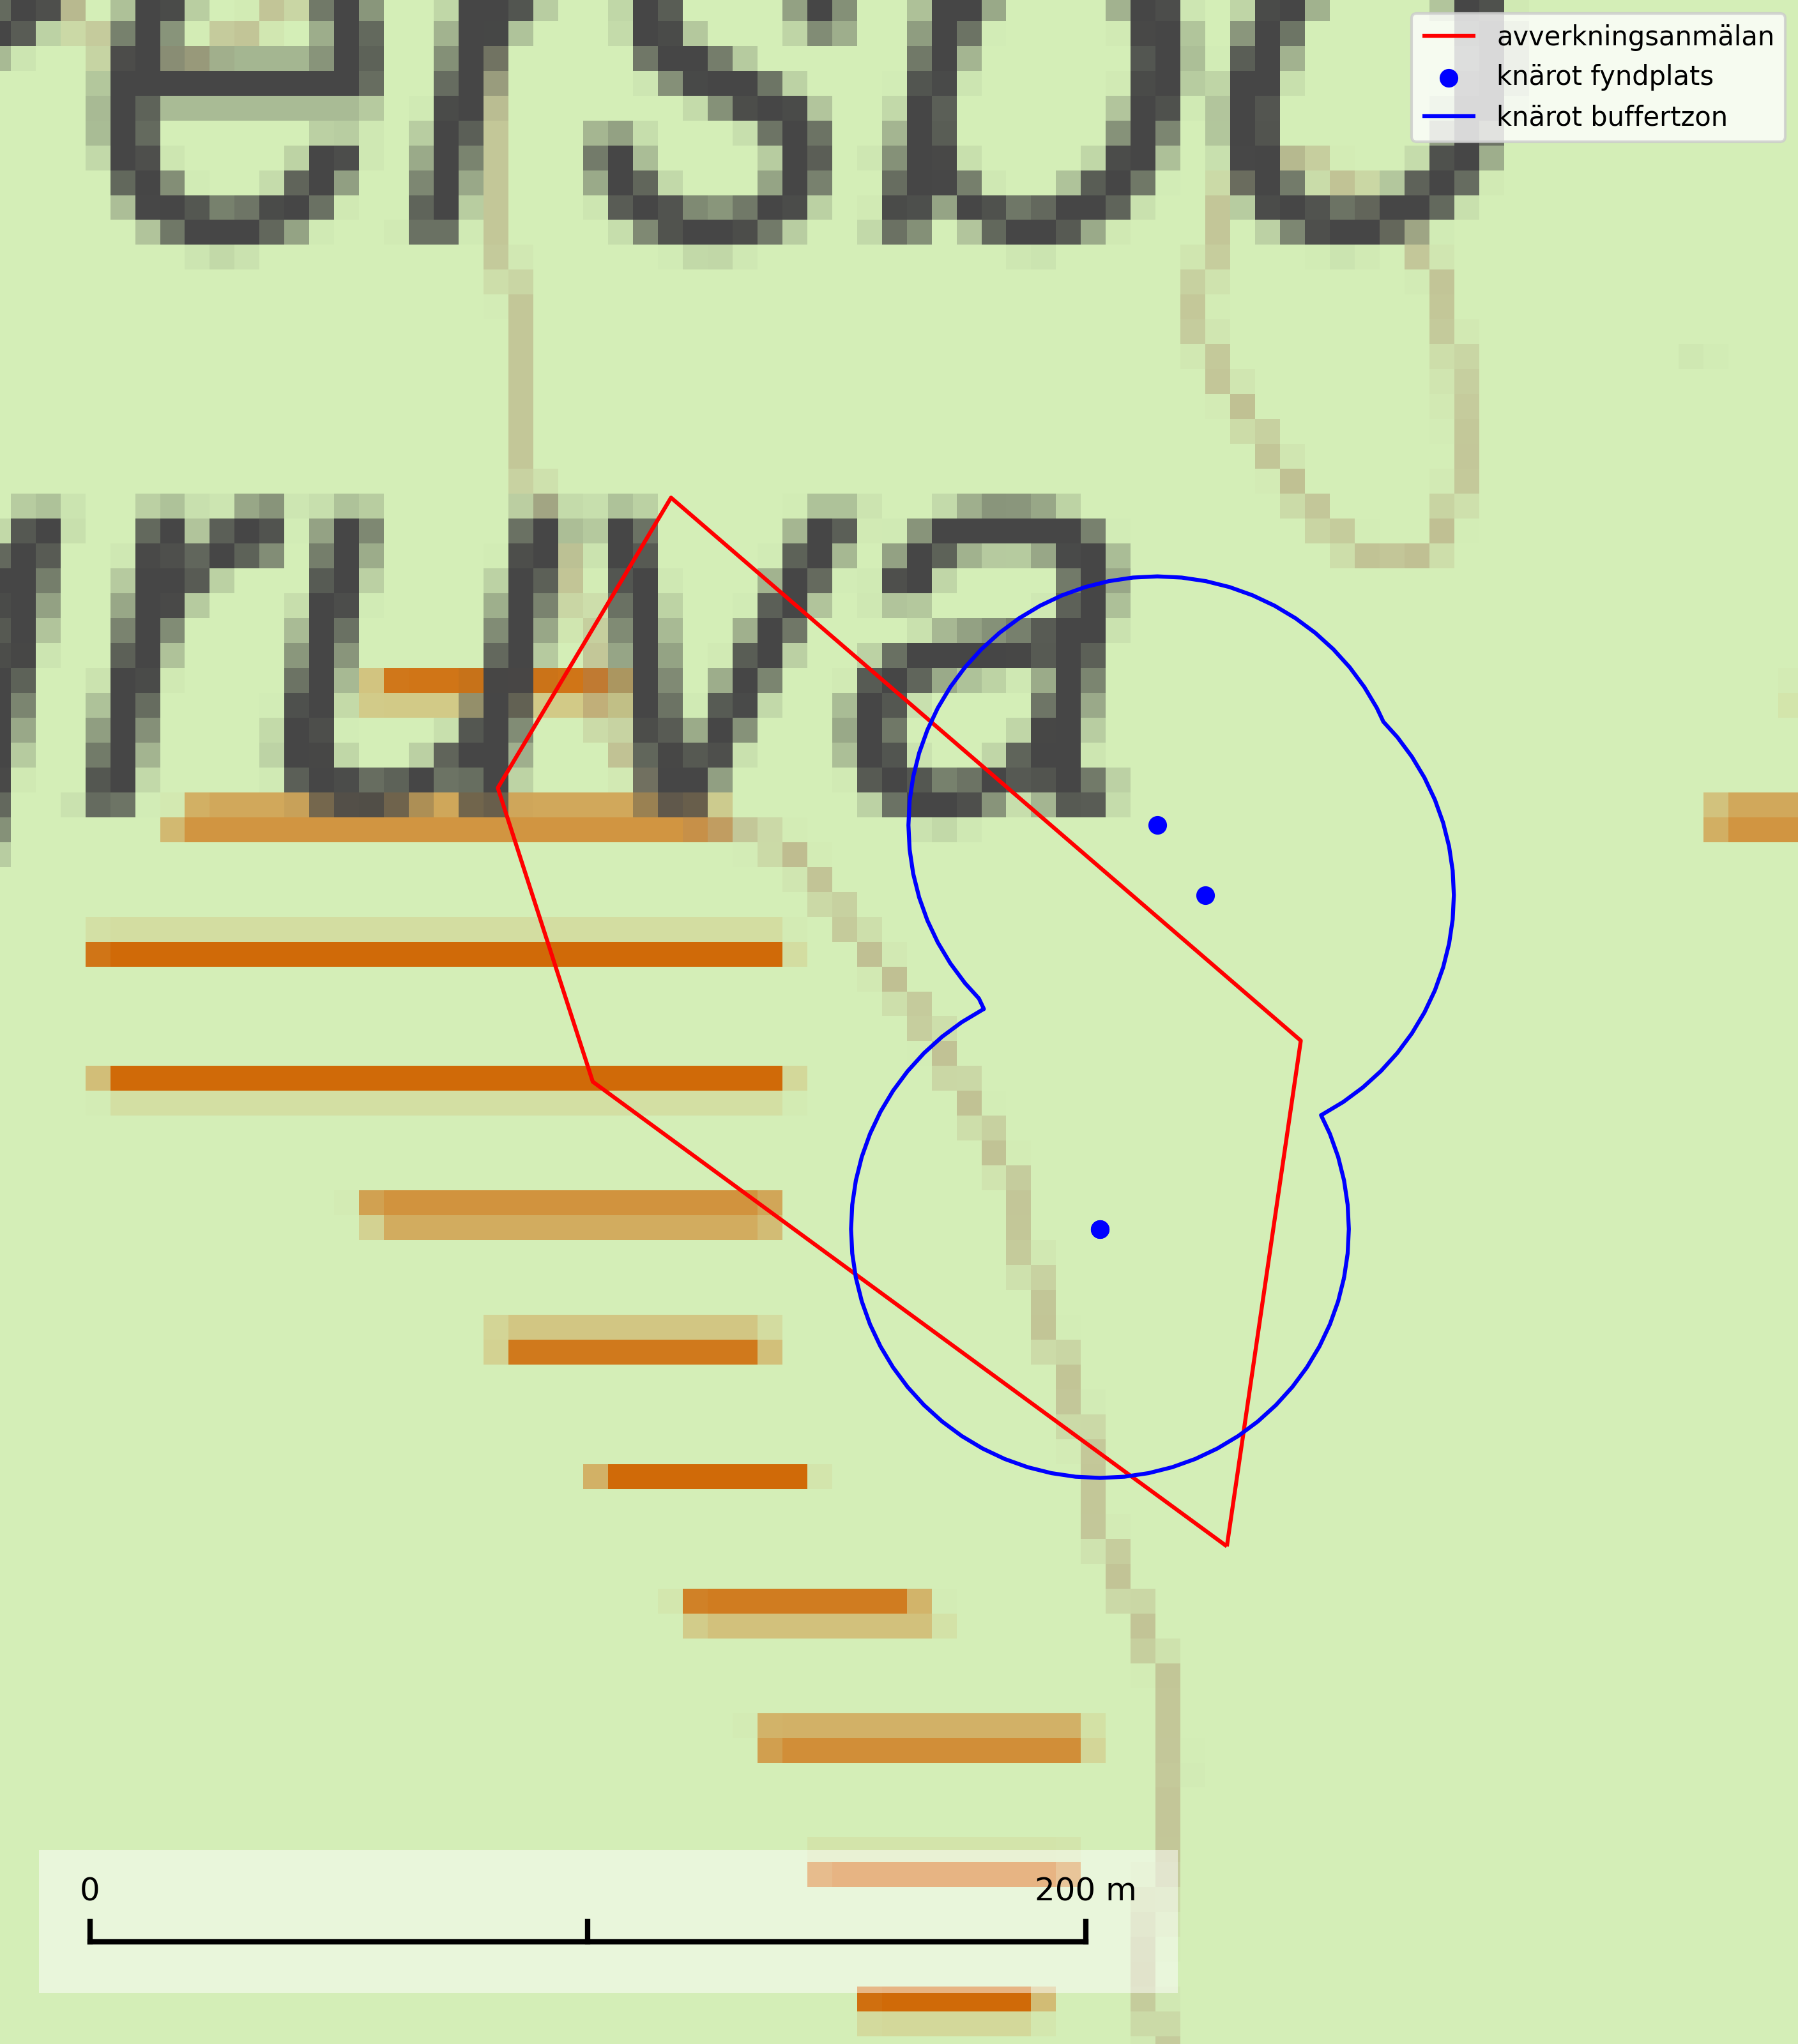 avverkningsanmälan
knärot fyndplats
knärot buffertzon
0
200 m